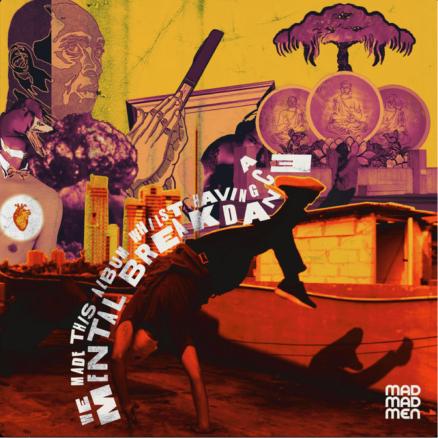 WE MADE THIS ALBUM WHILST HAVING A
MENTAL BREAKDANCE
MAD
MAD
MEN